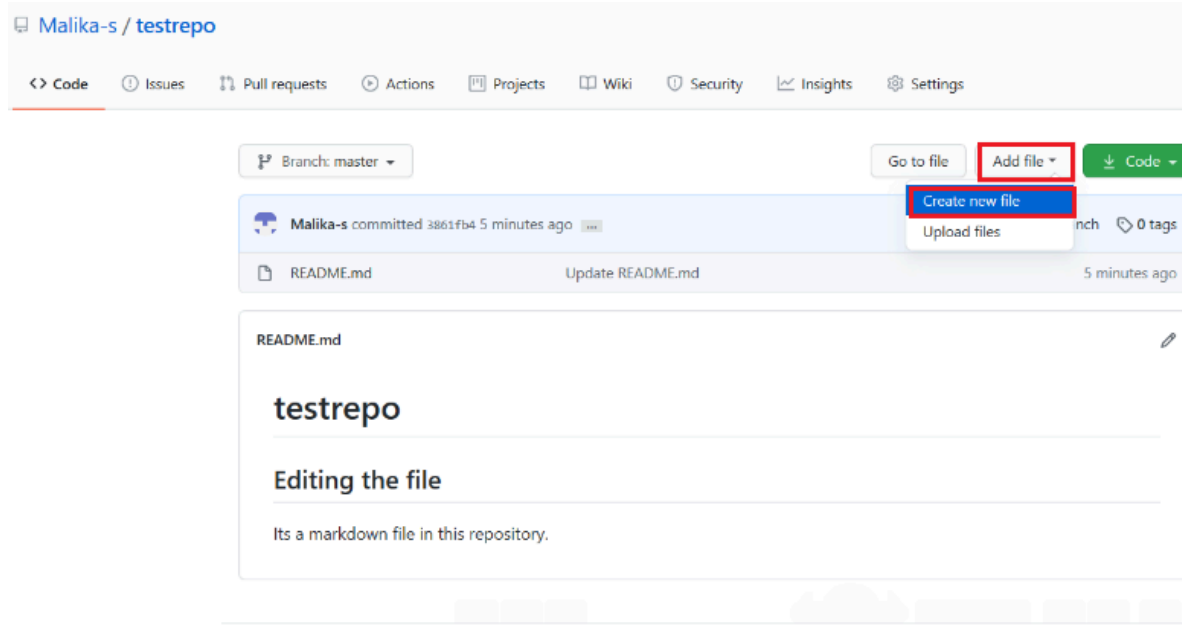 Malika-s / testrepo
Code Issues Pull requests Actions Projects Wiki Security Insights Settings
Branch: master Go to file Add file Code
Create new file
Malika-s committed 3861fb4 5 minutes ago ... nch 0 tags
Upload files
README.md Update README.md 5 minutes ago
README.md
testrepo
Editing the file
Its a markdown file in this repository.